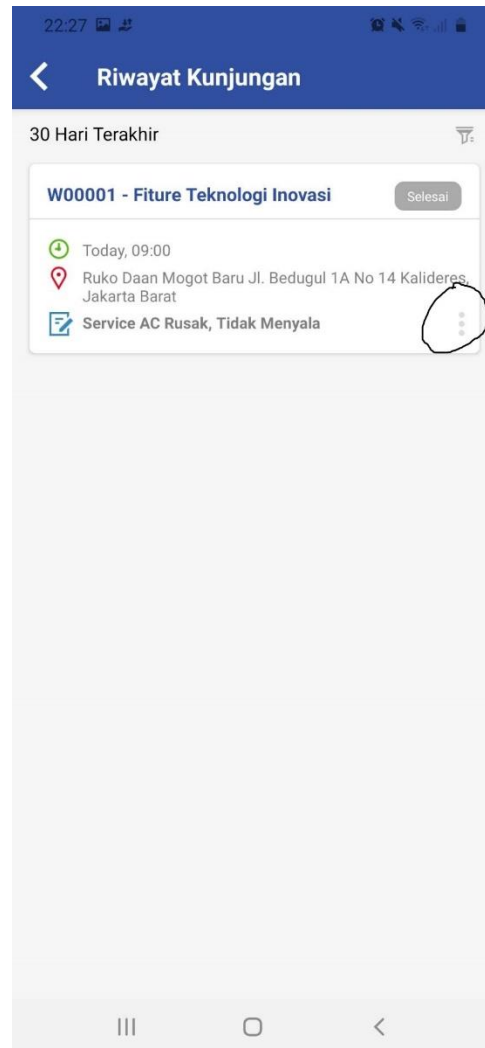 22:27
Riwayat Kunjungan
30 Hari Terakhir
W00001 - Fiture Teknologi Inovasi
Selesai
Today, 09:00
Ruko Daan Mogot Baru Jl. Bedugul 1A No 14 Kalideres,
Jakarta Barat
Service AC Rusak, Tidak Menyala